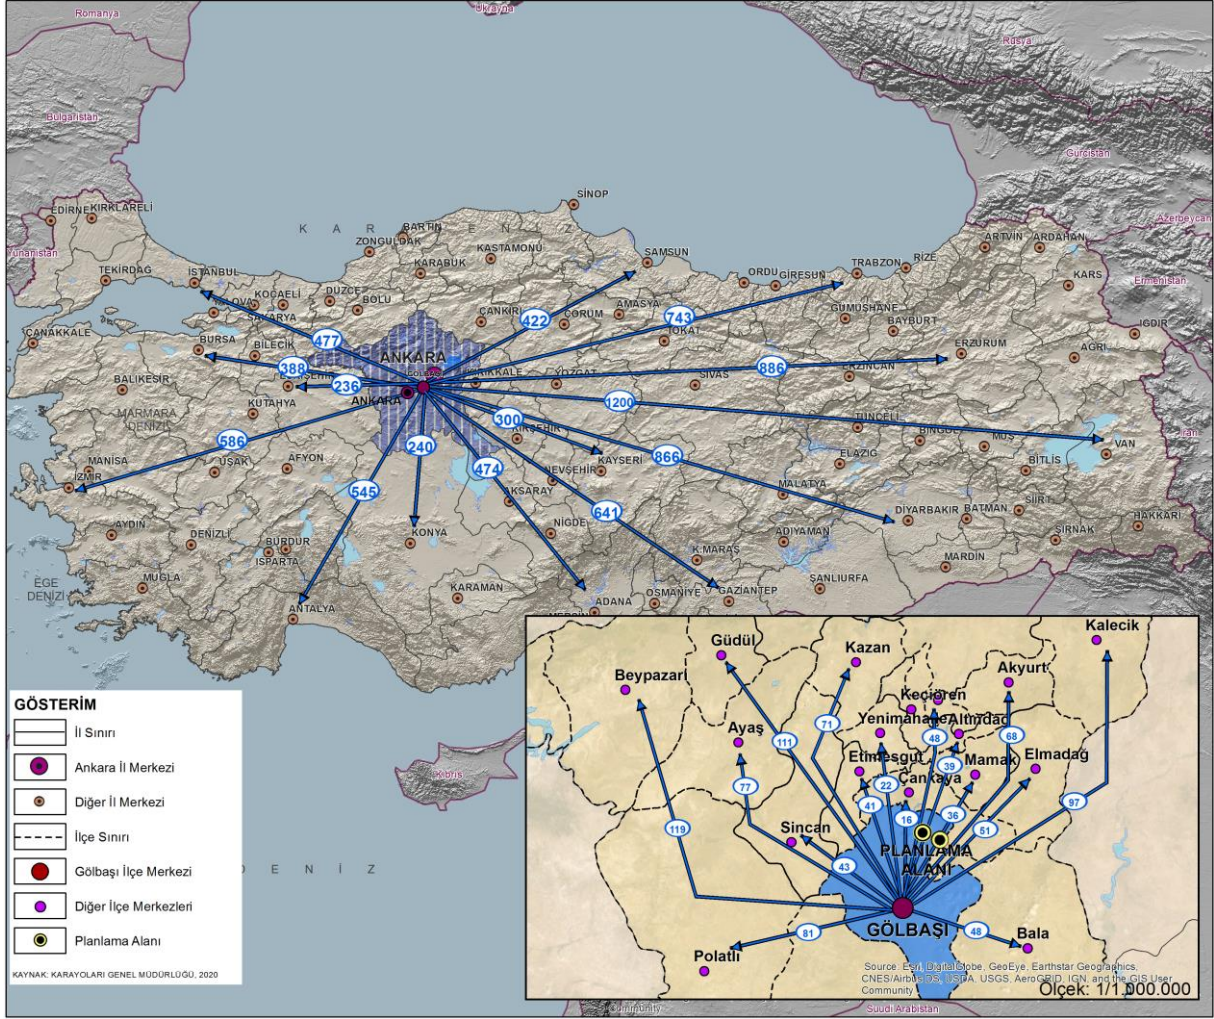 Romanya
Ukrayna
Rusya
Bulgaristan
Gürcistan
Azerbeycan
Yunanistan
Ermenistan
İran
SİNOP
EDİRNE
KIRKLARELİ
K A R
E N İ Z
BARTIN
ZONGULDAK
KASTAMONU
SAMSUN
ARTVİN
ARDAHAN
TEKİRDAĞ
İSTANBUL
KARABÜK
ORDU
GİRESUN
TRABZON
RİZE
KARS
KOCAELİ
DÜZCE
BOLU
ÇANKIRI
ÇORUM
AMASYA
GÜMÜŞHANE
BAYBURT
IĞDIR
ÇANAKKALE
SAKARYA
BURSA
BİLECİK
TOKAT
ERZURUM
AĞRI
477
422
743
ANKARA
GÖLBAŞI
388
236
886
1200
BALIKESİR
KÜTAHYA
ANKARA
YOZGAT
SİVAS
ERZİNCAN
MARMARA
DENİZİ
TUNCELİ
BİNGÖL
MUŞ
VAN
586
240
300
866
474
KIRŞEHİR
MANİSA
İZMİR
UŞAK
AFYON
NEVŞEHİR
KAYSERİ
ELAZIG
BİTLİS
545
641
AKSARAY
MALATYA
SİİRT
DİYARBAKIR
BATMAN
HAKKARİ
ŞIRNAK
AYDIN
DENİZLİ
BURDUR
ISPARTA
KONYA
NİĞDE
ADIYAMAN
K.MARAŞ
MARDİN
EGE
DENİZİ
MUĞLA
KARAMAN
ANTALYA
ADANA
OSMANİYE
GAZİANTEP
ŞANLIURFA
MERSİN
Kıbrıs
D E N İ Z
Suudi Arabistan
GÖSTERİM
İl Sınırı
Ankara İl Merkezi
Diğer İl Merkezi
İlçe Sınırı
Gölbaşı İlçe Merkezi
Diğer İlçe Merkezleri
Planlama Alanı
KAYNAK: KARAYOLARI GENEL MÜDÜRLÜĞÜ, 2020
Kalecik
Güdül
Kazan
Akyurt
Beypazarı
Keçiören
Ayaş
Yenimahalle
Altındağ
Etimesgut
Mamak
Elmadağ
Çankaya
Sincan
71
111
48
68
39
77
22
41
16
36
51
97
119
43
PLANLAMA
ALANI
GÖLBAŞI
81
48
Polatlı
Bala
Source: Esri, DigitalGlobe, GeoEye, Earthstar Geographics,
CNES/Airbus DS, USDA, USGS, AeroGRID, IGN, and the GIS User
Community
Ölçek: 1/1.000.000
Community